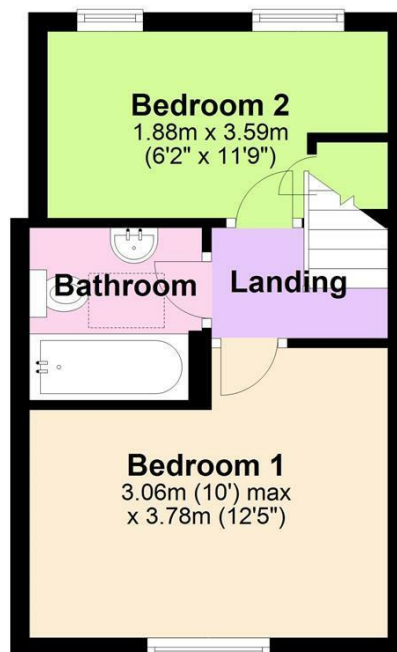 Bedroom 2
1.88m x 3.59m
(6'2" x 11'9")
Bathroom
Landing
Bedroom 1
3.06m (10') max
x 3.78m (12'5")